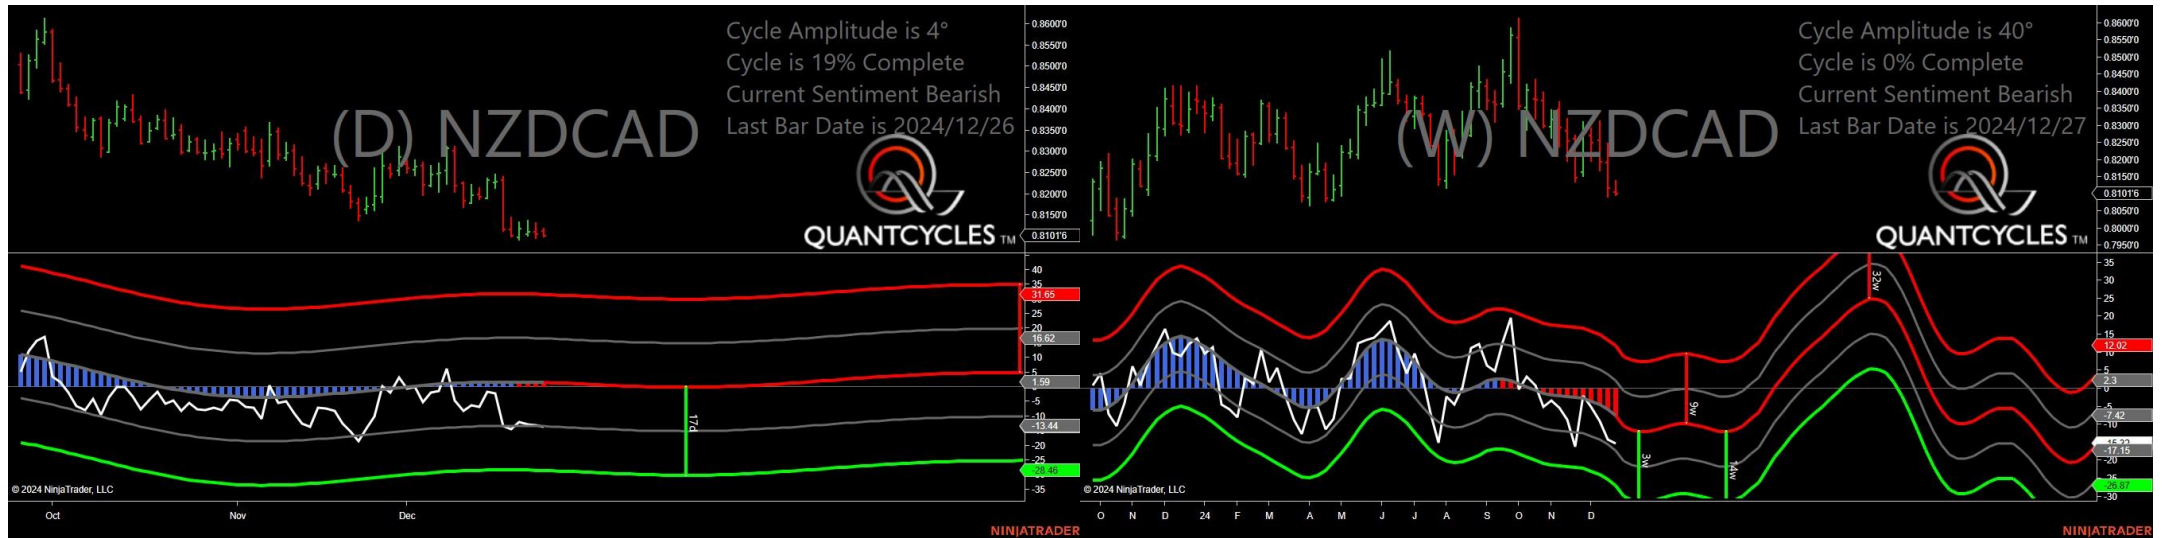 Cycle Amplitude is 4°
Cycle is 19% Complete
Current Sentiment Bearish
Last Bar Date is 2024/12/26
(D) NZDCAD
QUANTCYCLES TM
0.8600'0
0.8550'0
0.8500'0
0.8450'0
0.8400'0
0.8350'0
0.8300'0
0.8250'0
0.8200'0
0.8150'0
0.8101'6
40
35
31.65
25
20
16.62
10
5
1.59
-5
-10
-13.44
-20
-25
-28.46
-35
17d
© 2024 NinjaTrader, LLC
Oct Nov Dec
NINJATRADER
Cycle Amplitude is 40°
Cycle is 0% Complete
Current Sentiment Bearish
Last Bar Date is 2024/12/27
(W) NZDCAD
QUANTCYCLES TM
0.8600'0
0.8550'0
0.8500'0
0.8450'0
0.8400'0
0.8350'0
0.8300'0
0.8250'0
0.8200'0
0.8150'0
0.8101'6
0.8050'0
0.8000'0
0.7950'0
35
30
25
20
15
12.02
10
5
2.3
0
-5
-7.42
-10
-15.32
-17.15
-20
-25
-26.87
-30
32w
9w
3w
14w
© 2024 NinjaTrader, LLC
O N D 24 F M A M J J A S O N D
NINJATRADER